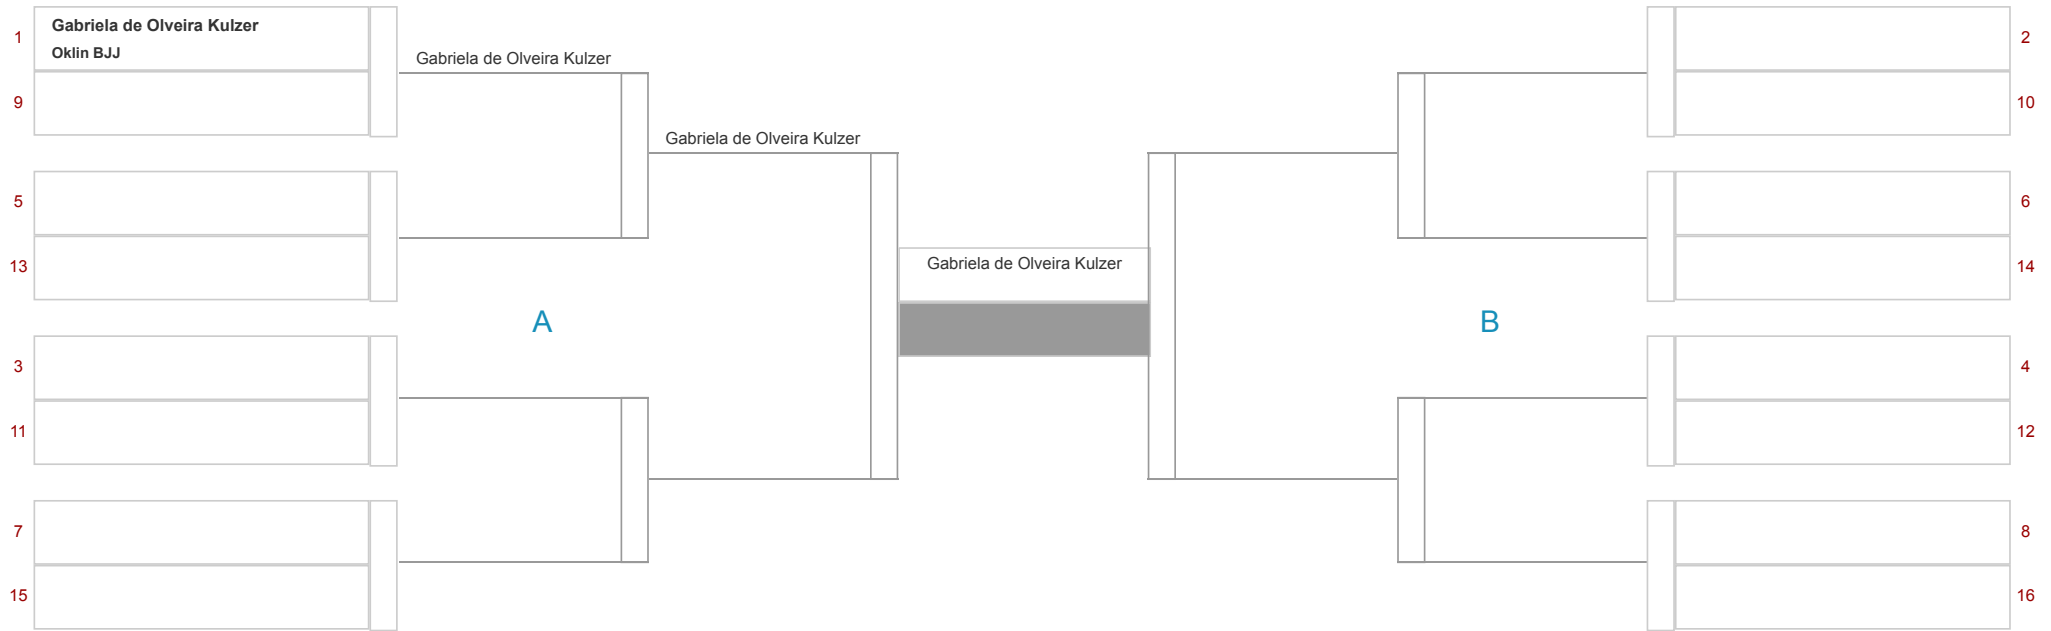 1
Gabriela de Olveira Kulzer
Oklin BJJ
Gabriela de Olveira Kulzer
2
9
10
Gabriela de Olveira Kulzer
5
6
13
Gabriela de Olveira Kulzer
14
A
B
3
4
11
12
7
8
15
16